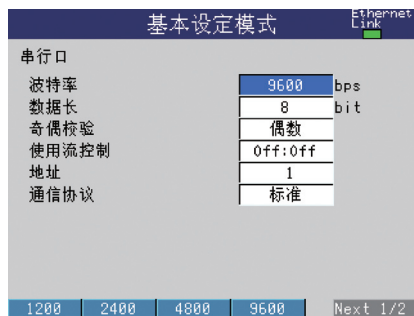 基本设定模式
Ethernet
Link
串行口
波特率 9600 bps
数据长 8 bit
奇偶校验 偶数
使用流控制 Off:Off
地址 1
通信协议 标准
1200 2400 4800 9600 Next 1/2